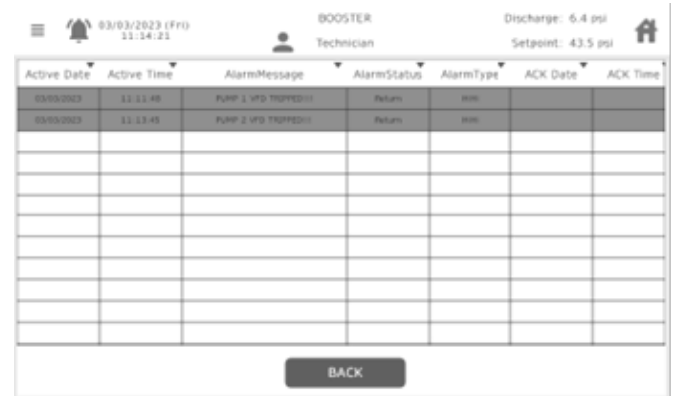 03/03/2023 (Fri)
11:14:21
BOOSTER
Technician
Discharge: 6.4 psi
Setpoint: 43.5 psi
Active Date Active Time AlarmMessage AlarmStatus AlarmType ACK Date ACK Time
03/03/2023 11:11:48 PUMP 1 VFD TRIPPED!!! Return HiHi
03/03/2023 11:13:45 PUMP 2 VFD TRIPPED!!! Return HiHi
BACK